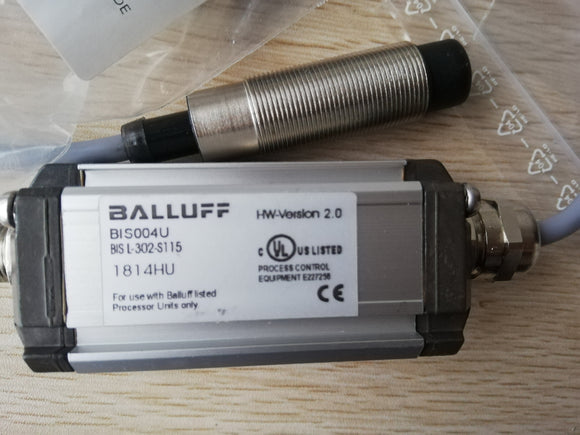 DE
BALLUFF
HW-Version 2.0
BIS004U
BIS L-302-S115
1814HU
C UL US LISTED
PROCESS CONTROL
EQUIPMENT E227256
For use with Balluff listed
Processor Units only
CE